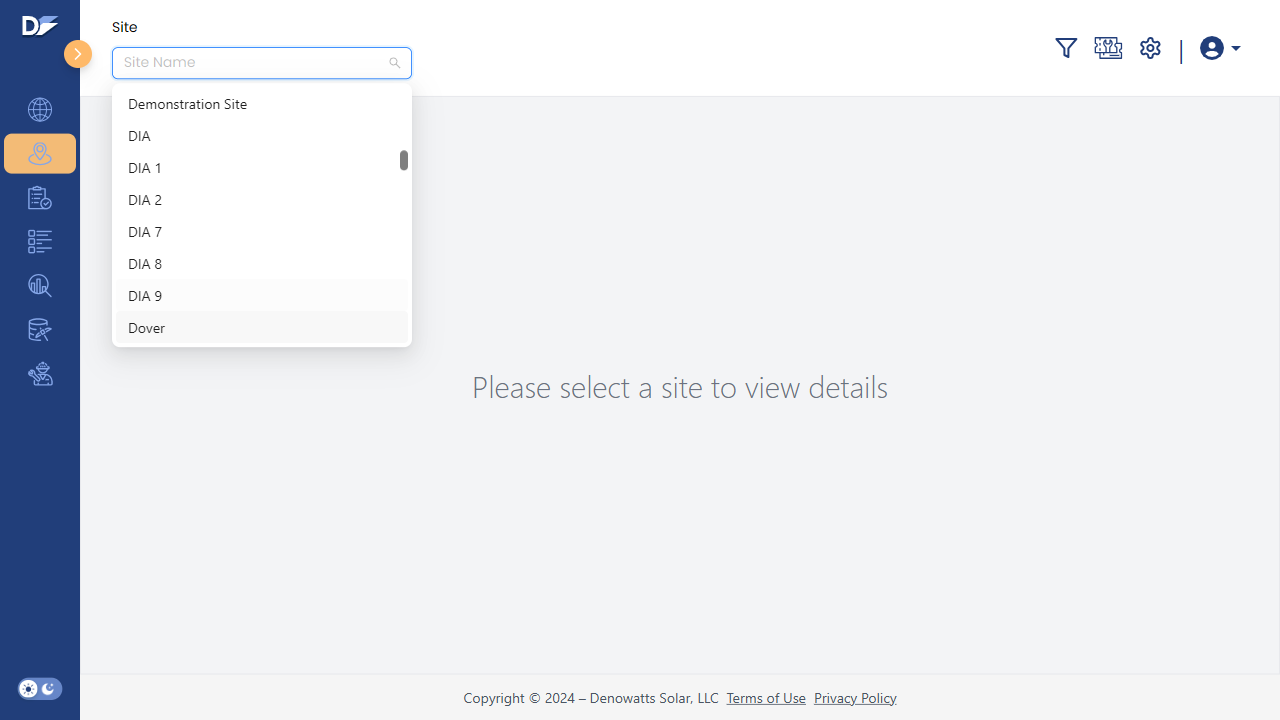 Site
Site Name
Demonstration Site
DIA
DIA 1
DIA 2
DIA 7
DIA 8
DIA 9
Dover
Please select a site to view details
Copyright © 2024 – Denowatts Solar, LLC Terms of Use Privacy Policy